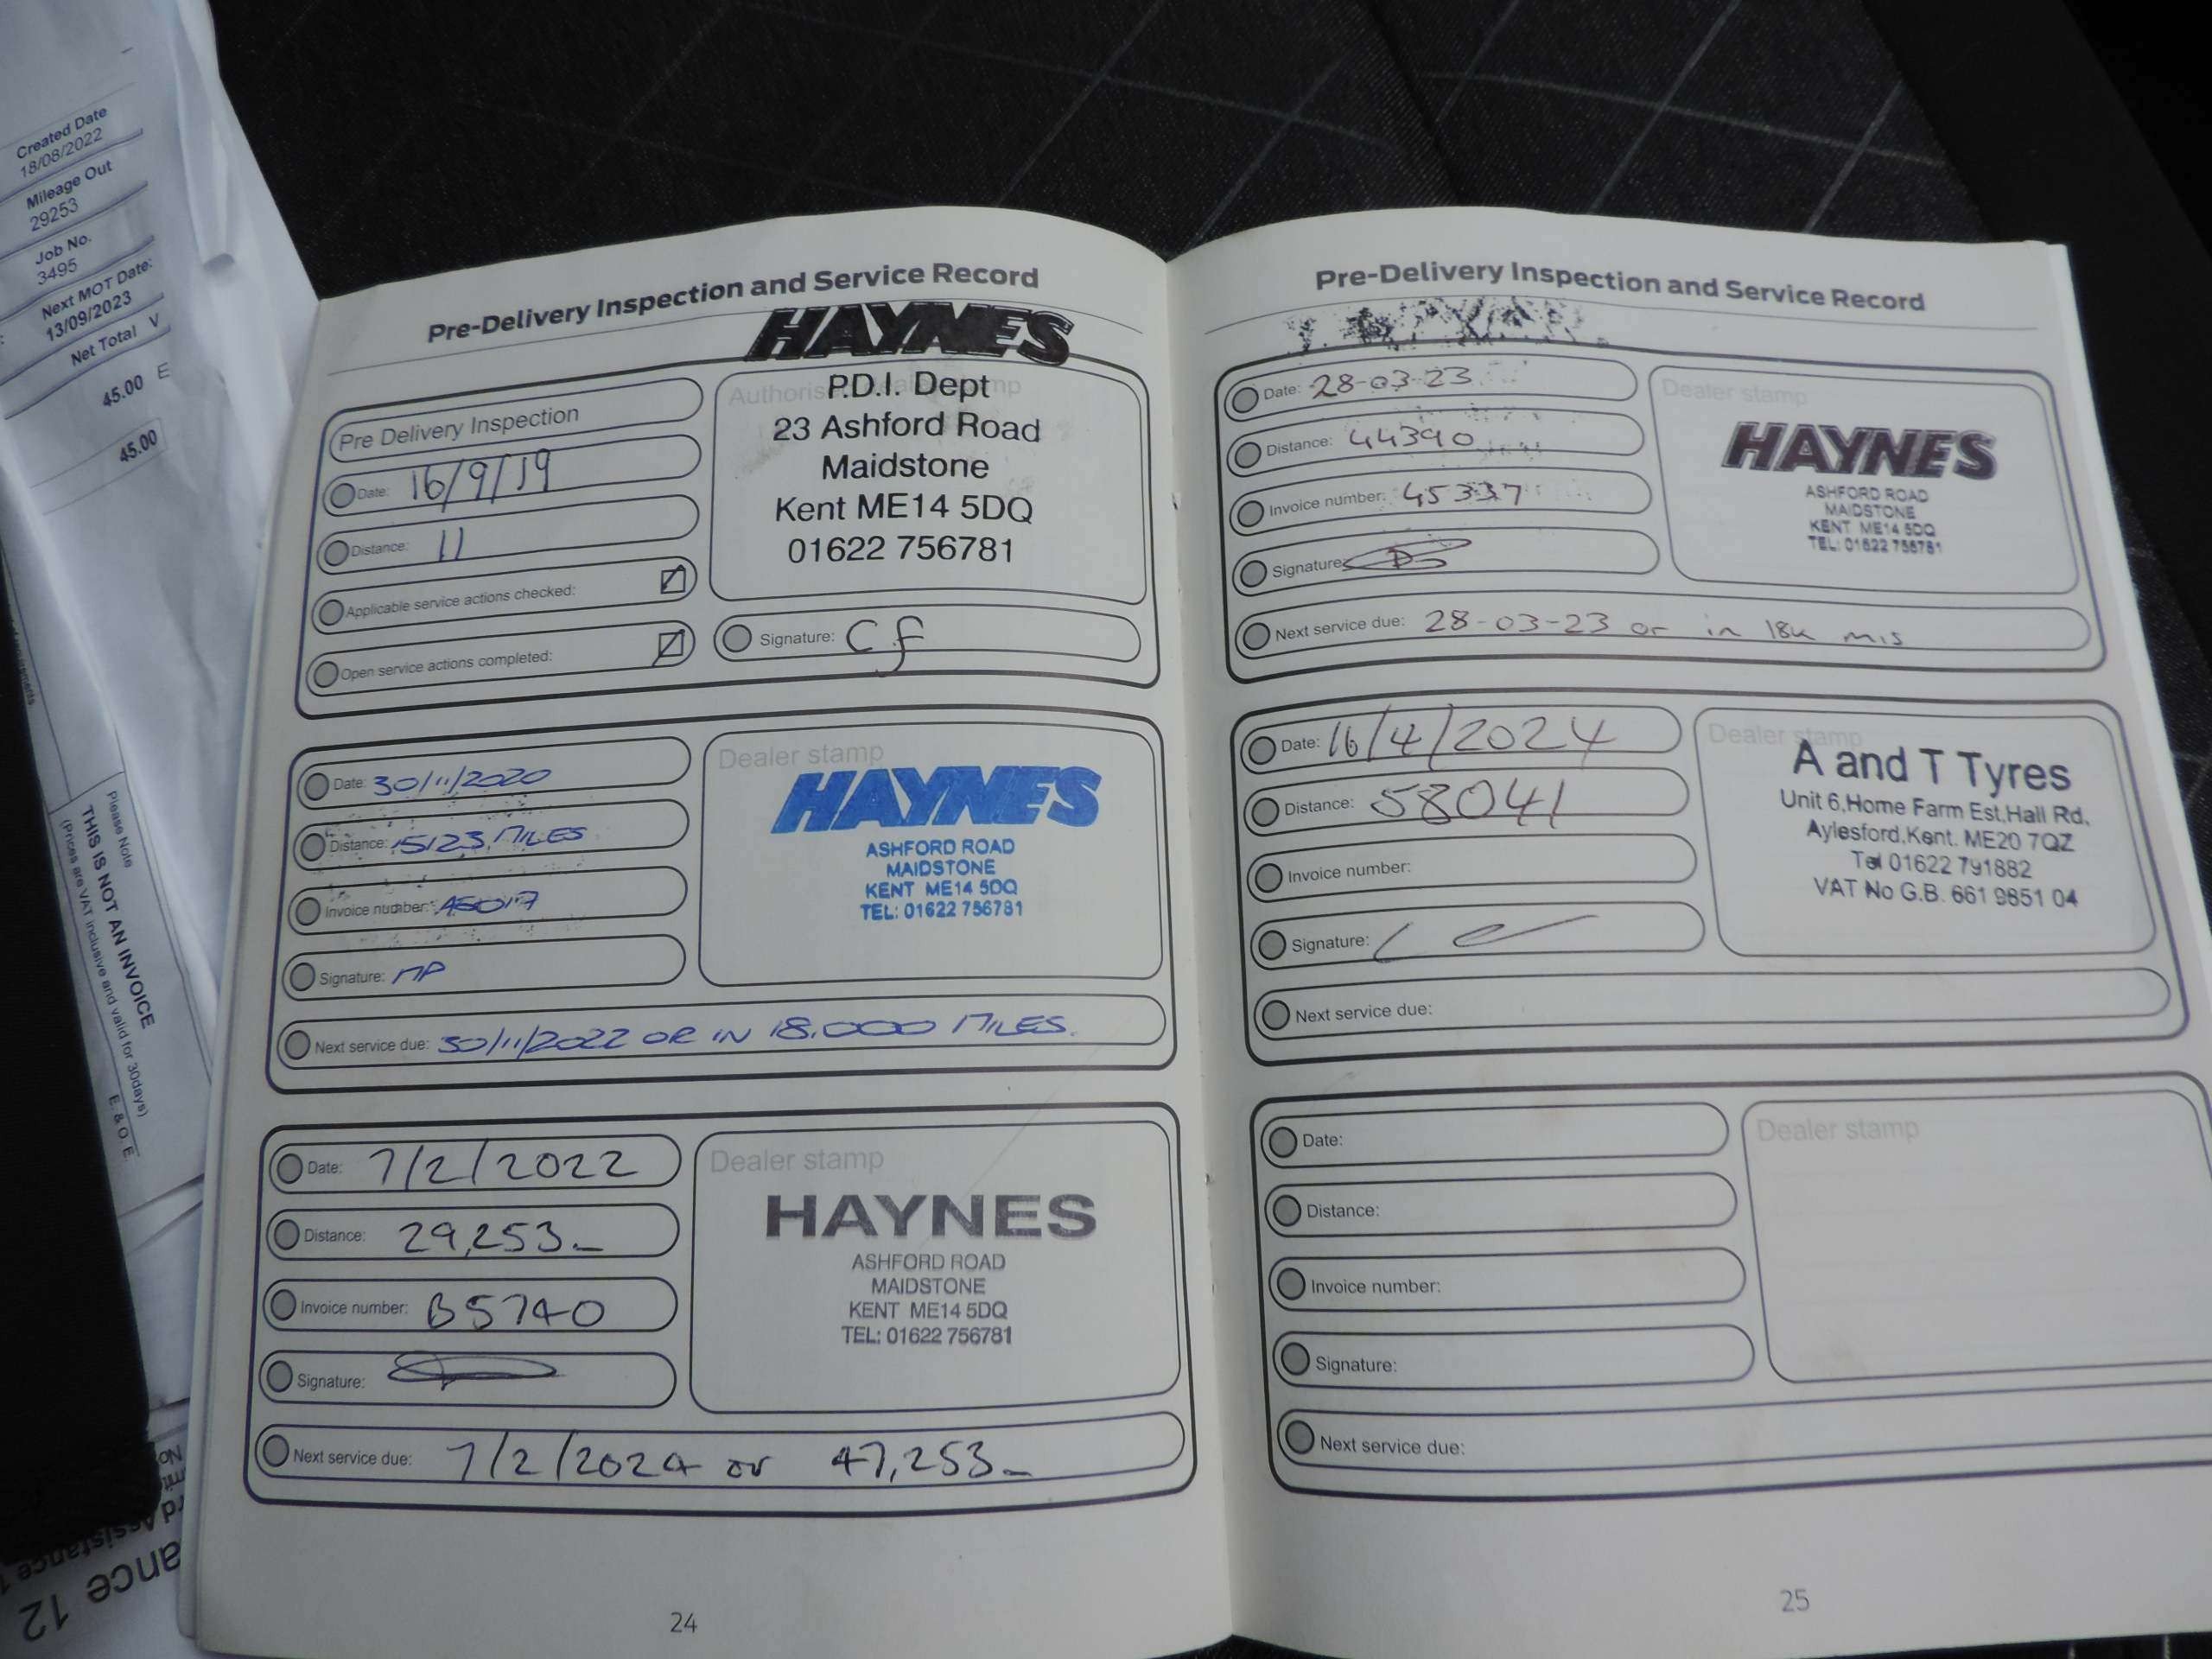 Created Date
18/08/2022
Mileage Out
29253
Job No.
3495
Next MOT Date:
13/09/2023
Net Total V
45.00 E
45.00
Please Note
THIS IS NOT AN INVOICE
(Prices are VAT inclusive and valid for 30days)
E. & O. E.
ance 12
Pre-Delivery Inspection and Service Record
HAYNES
P.D.I. Dept
23 Ashford Road
Maidstone
Kent ME14 5DQ
01622 756781
Pre Delivery Inspection
Date: 16/9/19
Distance: 11
Applicable service actions checked:
Open service actions completed:
Signature: CF
Date: 30/11/2020
Distance: 15123 MILES
Invoice number: A5017
Signature: MP
Next service due: 30/11/2022 OR IN 18,000 MILES.
Dealer stamp
HAYNES
ASHFORD ROAD
MAIDSTONE
KENT ME14 5DQ
TEL: 01622 756781
Date: 7/2/2022
Distance: 29,253
Invoice number: B5740
Signature:
Next service due: 7/2/2024 or 47,253
Dealer stamp
HAYNES
ASHFORD ROAD
MAIDSTONE
KENT ME14 5DQ
TEL: 01622 756781
24
Pre-Delivery Inspection and Service Record
Date: 28-03-23
Distance: 44390
Invoice number: 45337
Signature:
Next service due: 28-03-23 or in 18k mls
Dealer stamp
HAYNES
ASHFORD ROAD
MAIDSTONE
KENT ME14 5DQ
TEL: 01622 756781
Date: 16/4/2024
Distance: 58041
Invoice number:
Signature:
Next service due:
Dealer stamp
A and T Tyres
Unit 6,Home Farm Est,Hall Rd,
Aylesford,Kent. ME20 7QZ
Tel 01622 791882
VAT No G.B. 661 9851 04
Date:
Distance:
Invoice number:
Signature:
Next service due:
Dealer stamp
25